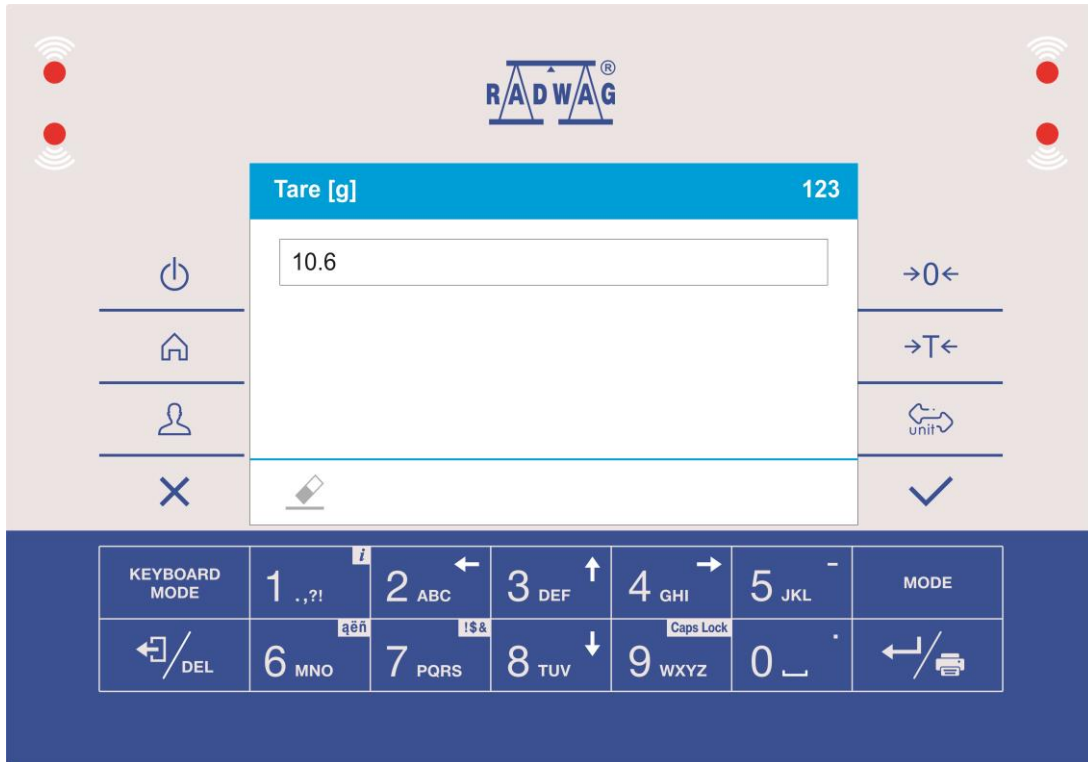 RADWAG®
Tare [g] 123
10.6
→0←
→T←
unit
KEYBOARD MODE
1 .,?! i
2 ABC
3 DEF
4 GHI
5 JKL -
MODE
DEL
6 MNO ąëñ
7 PQRS !$&
8 TUV
9 WXYZ Caps Lock
0 .